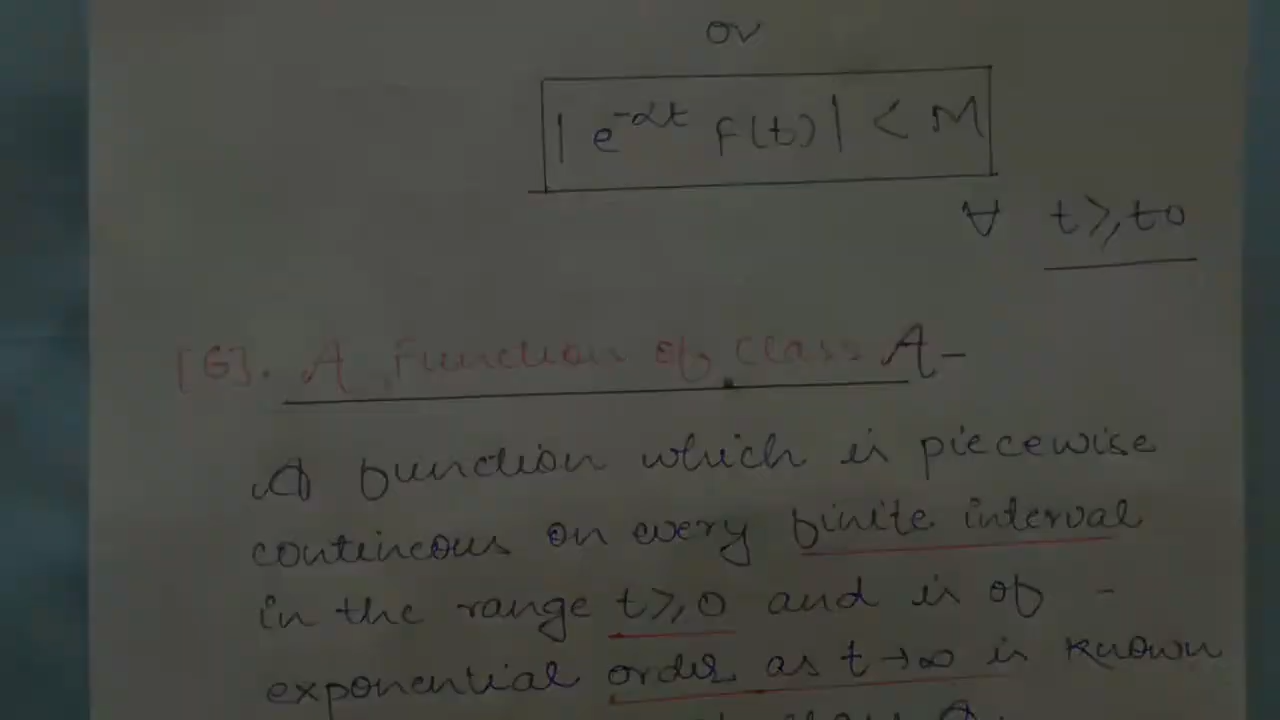 or
| e^{-αt} F(t) | < M
∀ t ≥ t0
[6]. A Function of class A –
A function which is piecewise
contineous on every finite interval
in the range t ≥ 0 and is of -
exponential order as t → ∞ is known